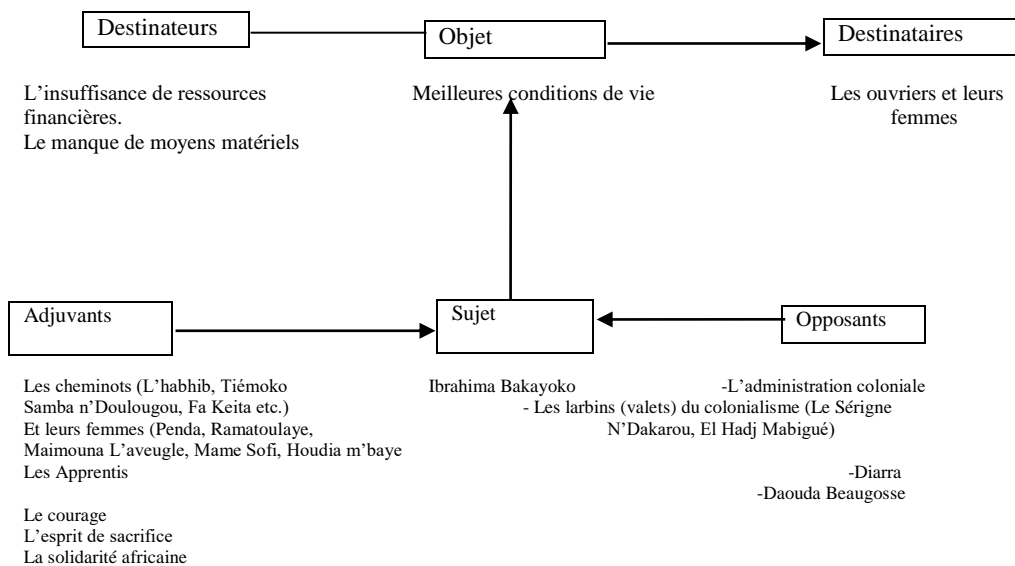 Destinateurs
Objet
Destinataires
L'insuffisance de ressources
financières.
Le manque de moyens matériels
Meilleures conditions de vie
Les ouvriers et leurs
femmes
Adjuvants
Sujet
Opposants
Les cheminots (L'habhib, Tiémoko
Samba n'Doulougou, Fa Keita etc.)
Et leurs femmes (Penda, Ramatoulaye,
Maimouna L'aveugle, Mame Sofi, Houdia m'baye
Les Apprentis
Le courage
L'esprit de sacrifice
La solidarité africaine
Ibrahima Bakayoko
-L'administration coloniale
- Les larbins (valets) du colonialisme (Le Sérigne
N'Dakarou, El Hadj Mabigué)
-Diarra
-Daouda Beaugosse